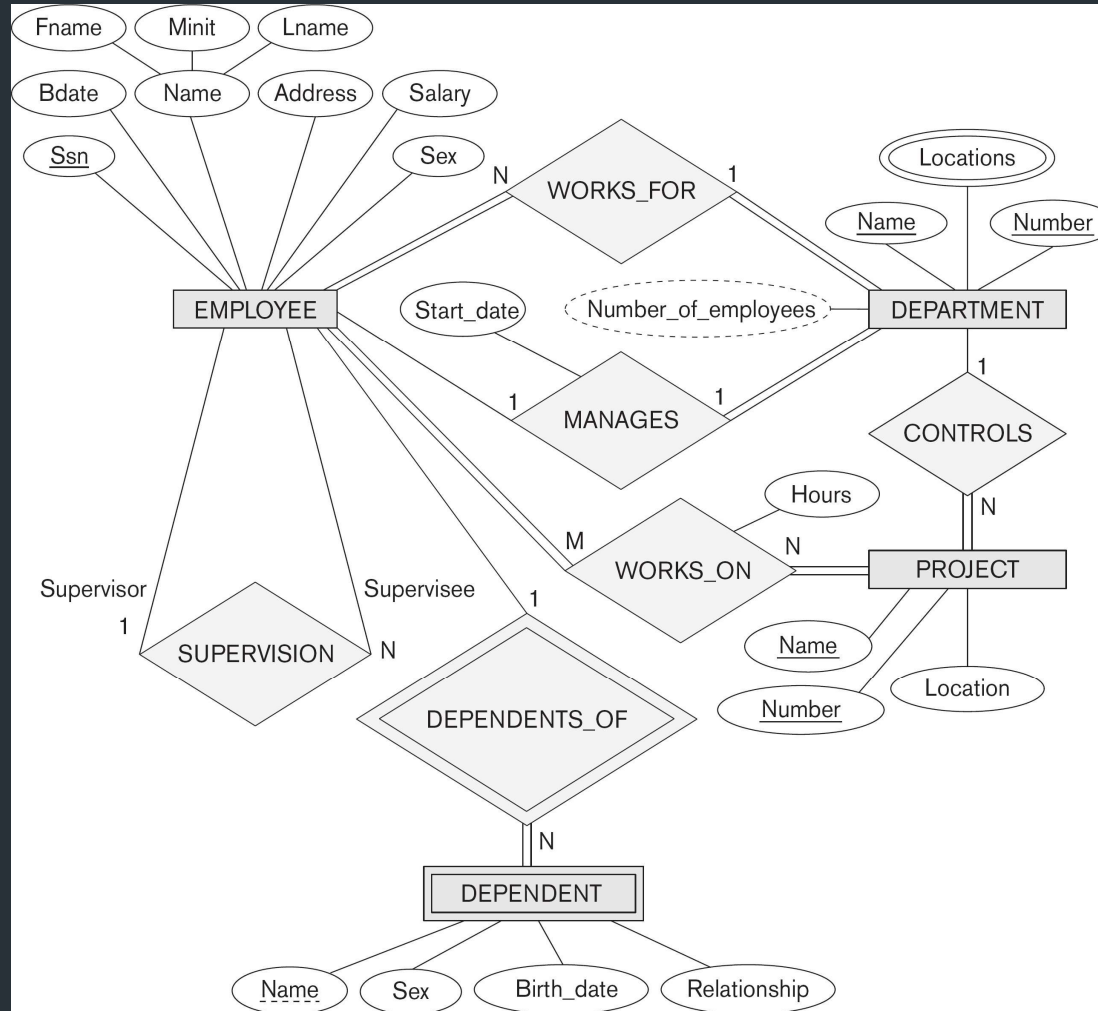 Fname
Minit
Lname
Bdate
Name
Address
Salary
Ssn
Sex
N
WORKS_FOR
1
Locations
Name
Number
EMPLOYEE
Start_date
Number_of_employees
DEPARTMENT
1
MANAGES
1
1
CONTROLS
N
Hours
M
WORKS_ON
N
PROJECT
Supervisor
1
Supervisee
N
SUPERVISION
1
Name
Number
Location
DEPENDENTS_OF
N
DEPENDENT
Name
Sex
Birth_date
Relationship